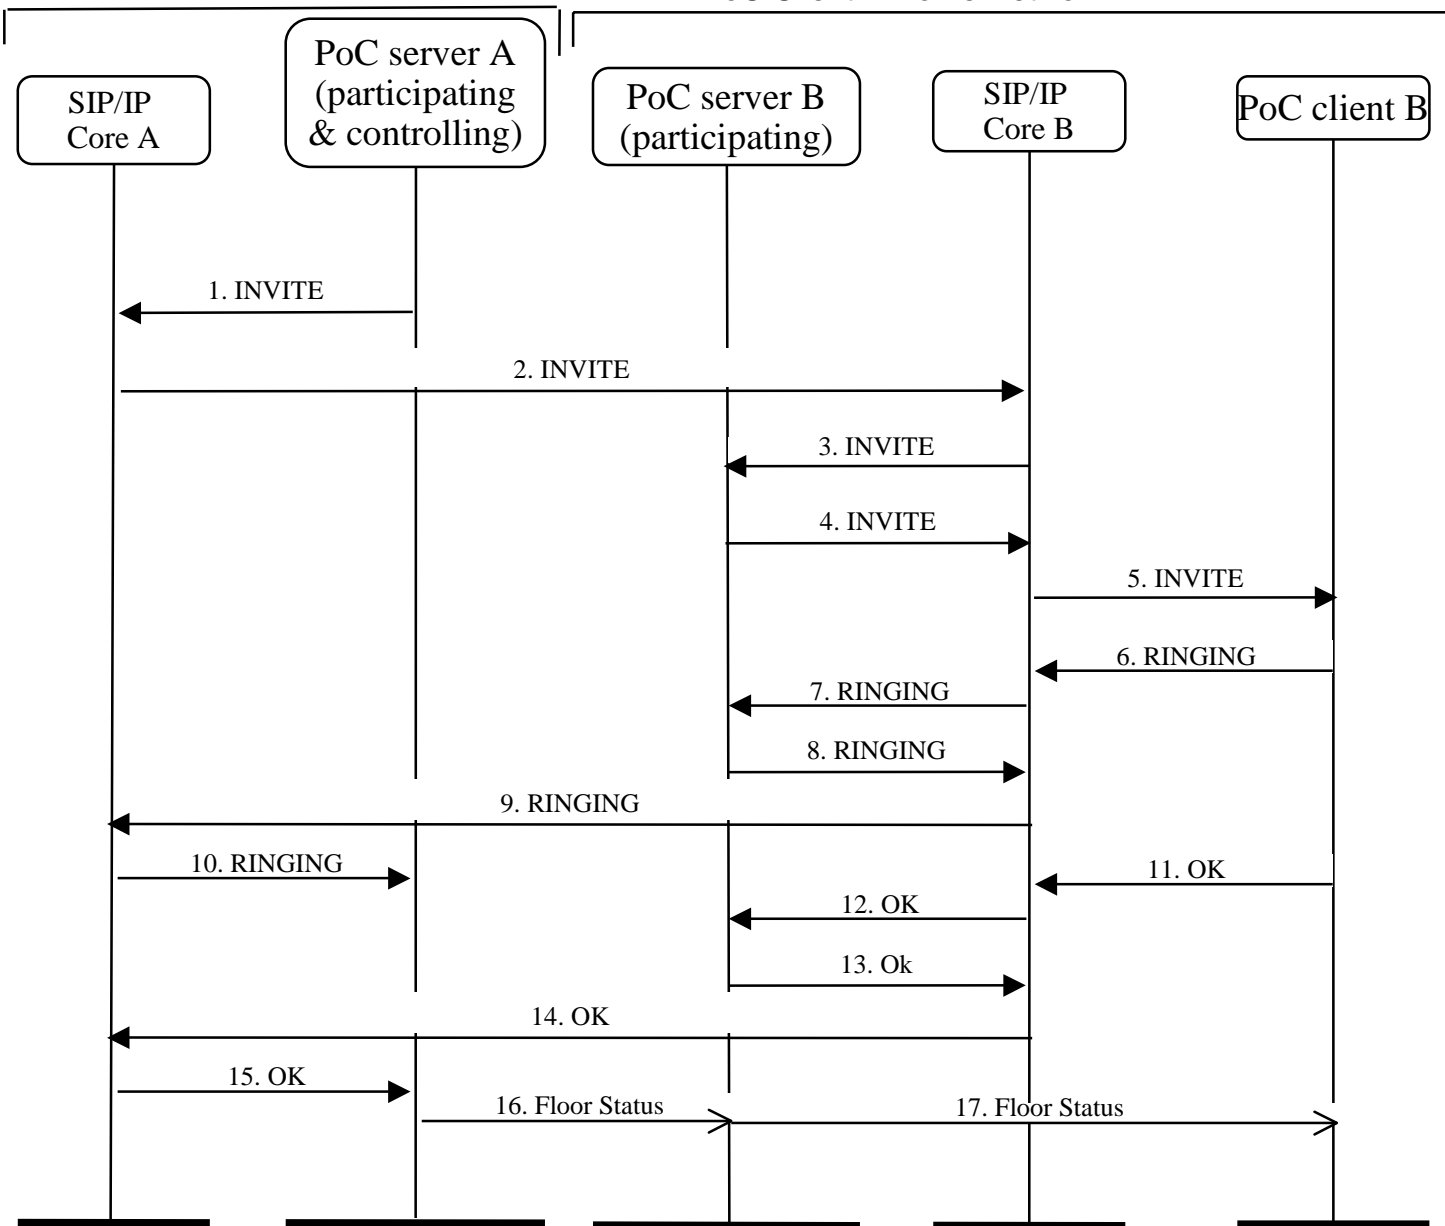 PoC server A
(participating
& controlling)
SIP/IP
Core A
PoC server B
(participating)
SIP/IP
Core B
PoC client B
1. INVITE
2. INVITE
3. INVITE
4. INVITE
5. INVITE
6. RINGING
7. RINGING
8. RINGING
9. RINGING
10. RINGING
11. OK
12. OK
13. Ok
14. OK
15. OK
16. Floor Status
17. Floor Status